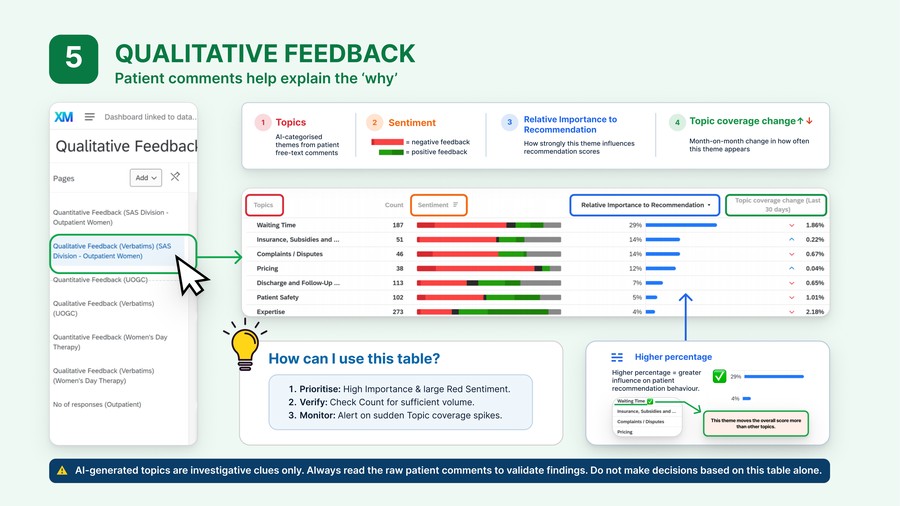 5
QUALITATIVE FEEDBACK
Patient comments help explain the ‘why’
XM
Dashboard linked to data..
Qualitative Feedback
Pages
Add
Quantitative Feedback (SAS Division -
Outpatient Women)
Qualitative Feedback (Verbatims) (SAS
Division - Outpatient Women)
Quantitative Feedback (UOGC)
Qualitative Feedback (Verbatims)
(UOGC)
Quantitative Feedback (Women's Day
Therapy)
Qualitative Feedback (Verbatims)
(Women's Day Therapy)
No of responses (Outpatient)
1 Topics
AI-categorised
themes from patient
free-text comments
2 Sentiment
= negative feedback
= positive feedback
3 Relative Importance to
Recommendation
How strongly this theme influences
recommendation scores
4 Topic coverage change↑↓
Month-on-month change in how often
this theme appears
Topics Count Sentiment Relative Importance to Recommendation Topic coverage change (Last
30 days)
Waiting Time 187 29% 1.86%
Insurance, Subsidies and ... 51 14% 0.22%
Complaints / Disputes 46 14% 0.67%
Pricing 38 12% 0.04%
Discharge and Follow-Up ... 113 7% 0.65%
Patient Safety 102 5% 1.01%
Expertise 273 4% 2.18%
How can I use this table?
1. Prioritise: High Importance & large Red Sentiment.
2. Verify: Check Count for sufficient volume.
3. Monitor: Alert on sudden Topic coverage spikes.
Higher percentage
Higher percentage = greater
influence on patient
recommendation behaviour.
29%
4%
Waiting Time
Insurance, Subsidies and ...
Complaints / Disputes
Pricing
This theme moves the overall score more
than other topics.
AI-generated topics are investigative clues only. Always read the raw patient comments to validate findings. Do not make decisions based on this table alone.